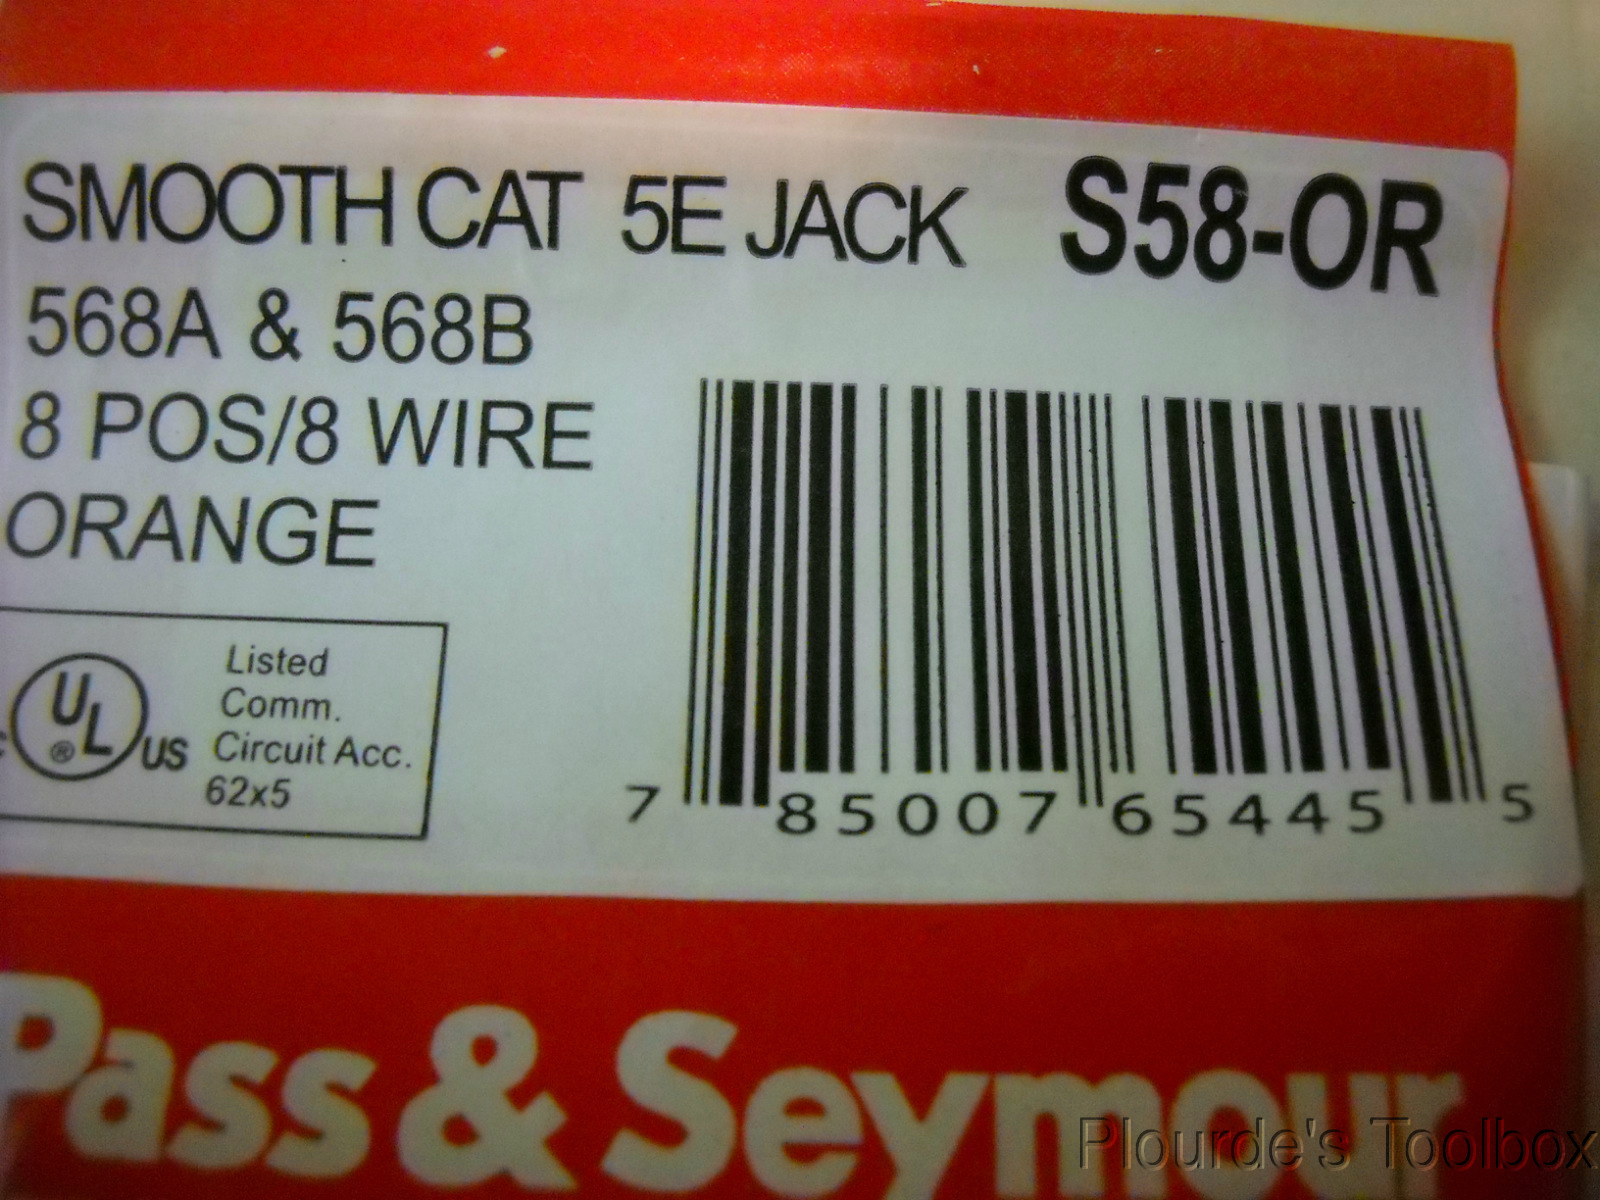 SMOOTH CAT 5E JACK S58-OR
568A & 568B
8 POS/8 WIRE
ORANGE
C UL ® US
Listed
Comm.
Circuit Acc.
62x5
7 85007 65445 5
Pass & Seymour
Plourde's Toolbox